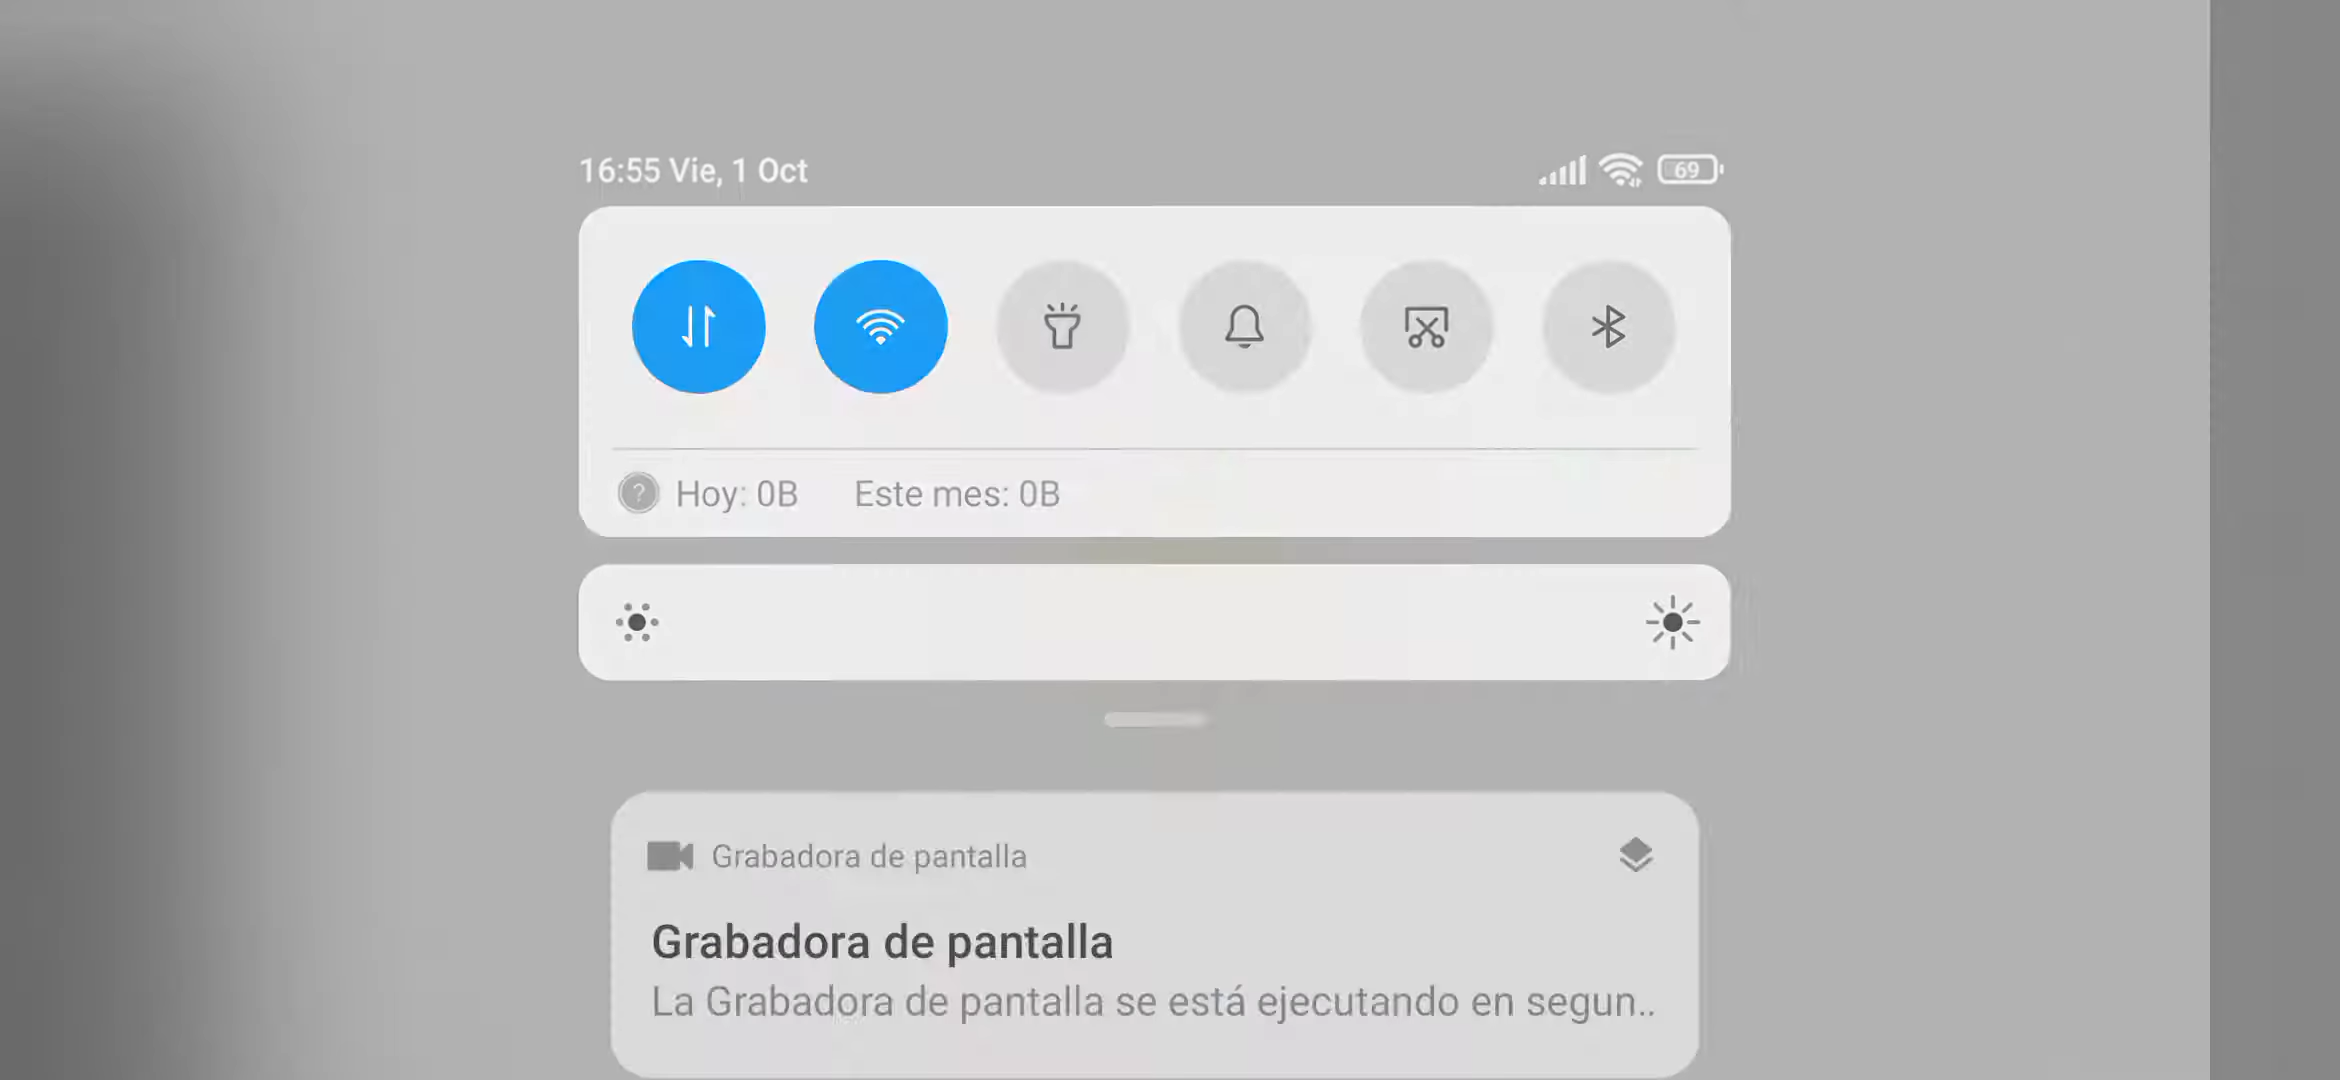 16:55 Vie, 1 Oct
69
Hoy: 0B Este mes: 0B
Grabadora de pantalla
Grabadora de pantalla
La Grabadora de pantalla se está ejecutando en segun..